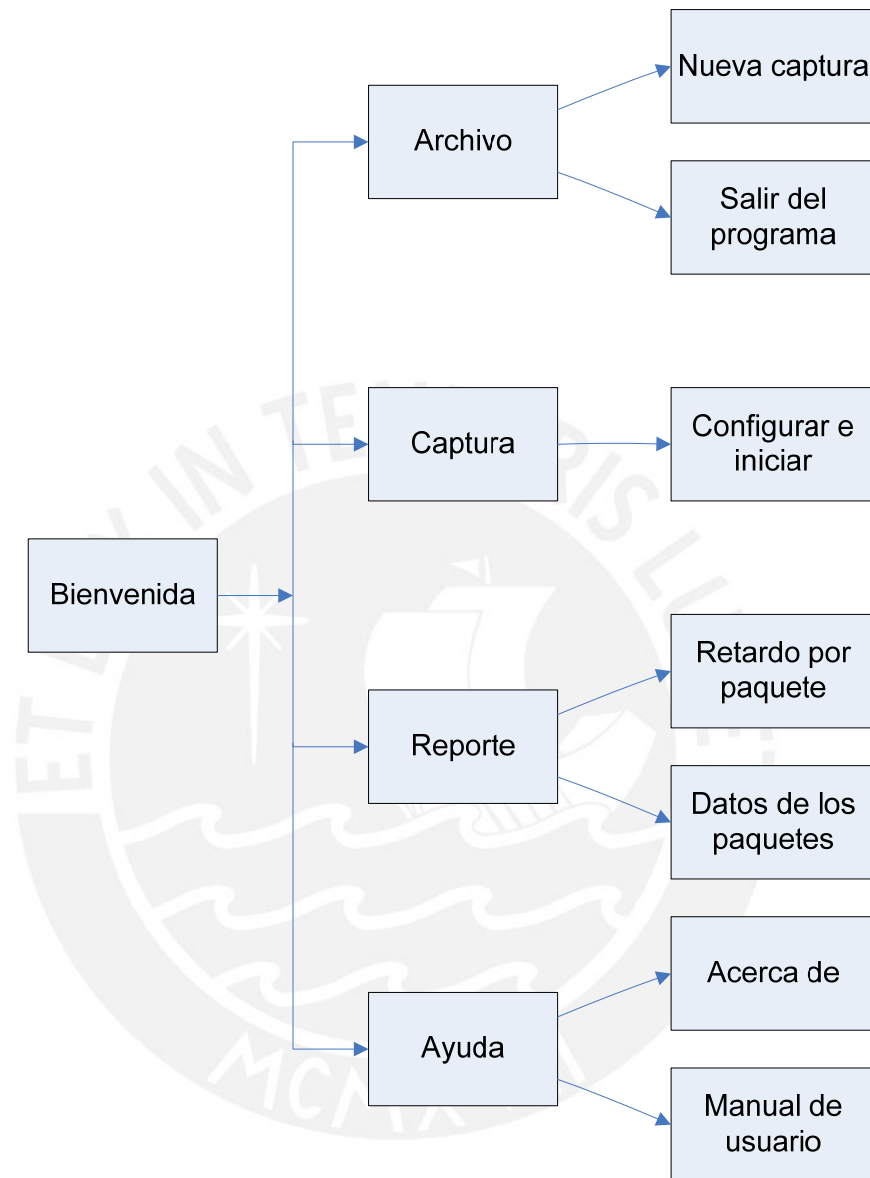 Nueva captura
Archivo
Salir del
programa
Captura
Configurar e
iniciar
Bienvenida
Retardo por
paquete
Reporte
Datos de los
paquetes
Acerca de
Ayuda
Manual de
usuario